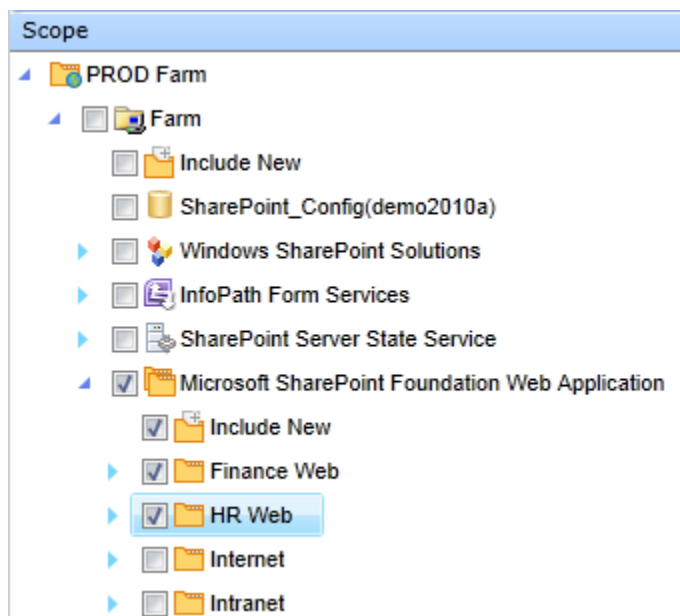 Scope
PROD Farm
Farm
Include New
SharePoint_Config(demo2010a)
Windows SharePoint Solutions
InfoPath Form Services
SharePoint Server State Service
Microsoft SharePoint Foundation Web Application
Include New
Finance Web
HR Web
Internet
Intranet